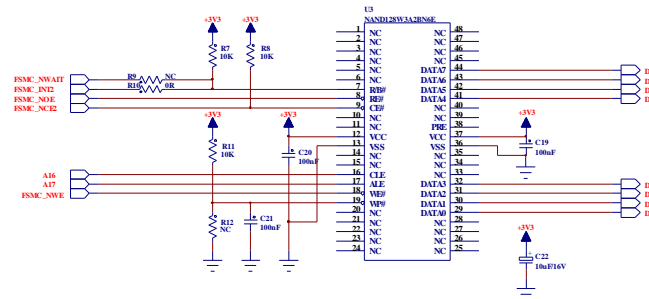 U3
NAND128W3A2BN6E
+3V3 +3V3
R7
10K
R8
10K
FSMC_NWAIT R9 NC
FSMC_INT2 R10 0R
FSMC_NOE
FSMC_NCE2
1 NC NC 48
2 NC NC 47
3 NC NC 46
4 NC NC 45
5 NC DATA7 44
6 NC DATA6 43
7 R/B# DATA5 42
8 RE# DATA4 41
9 CE# NC 40
10 NC NC 39
11 NC PRE 38
12 VCC VCC 37
13 VSS VSS 36
14 NC NC 35
15 NC NC 34
16 CLE NC 33
17 ALE DATA3 32
18 WE# DATA2 31
19 WP# DATA1 30
20 NC DATA0 29
21 NC NC 28
22 NC NC 27
23 NC NC 26
24 NC NC 25
+3V3 +3V3 +3V3
R11
10K
C20
100nF
C19
100nF
A16
A17
FSMC_NWE
R12
NC
C21
100nF
+3V3
+
C22
10uF/16V